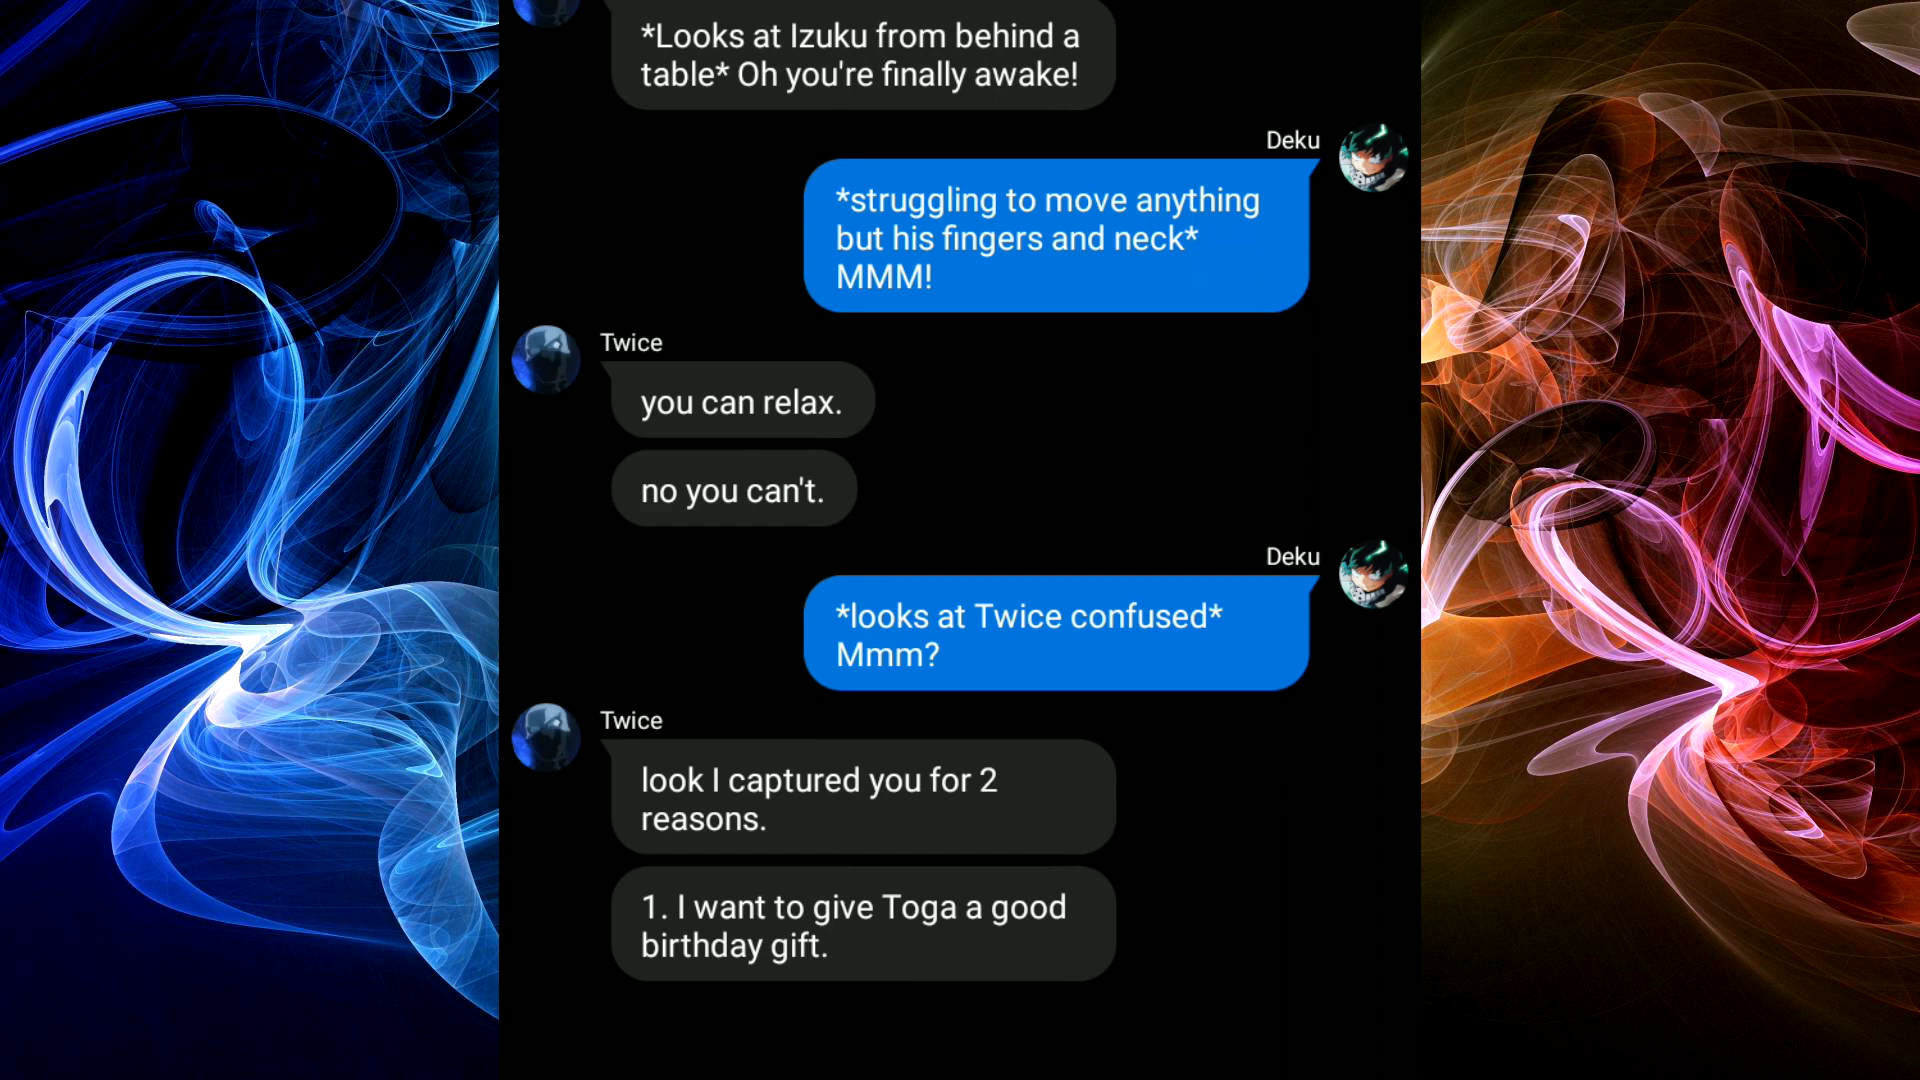 *Looks at Izuku from behind a
table* Oh you're finally awake!
Deku
*struggling to move anything
but his fingers and neck*
MMM!
Twice
you can relax.
no you can't.
Deku
*looks at Twice confused*
Mmm?
Twice
look I captured you for 2
reasons.
1. I want to give Toga a good
birthday gift.